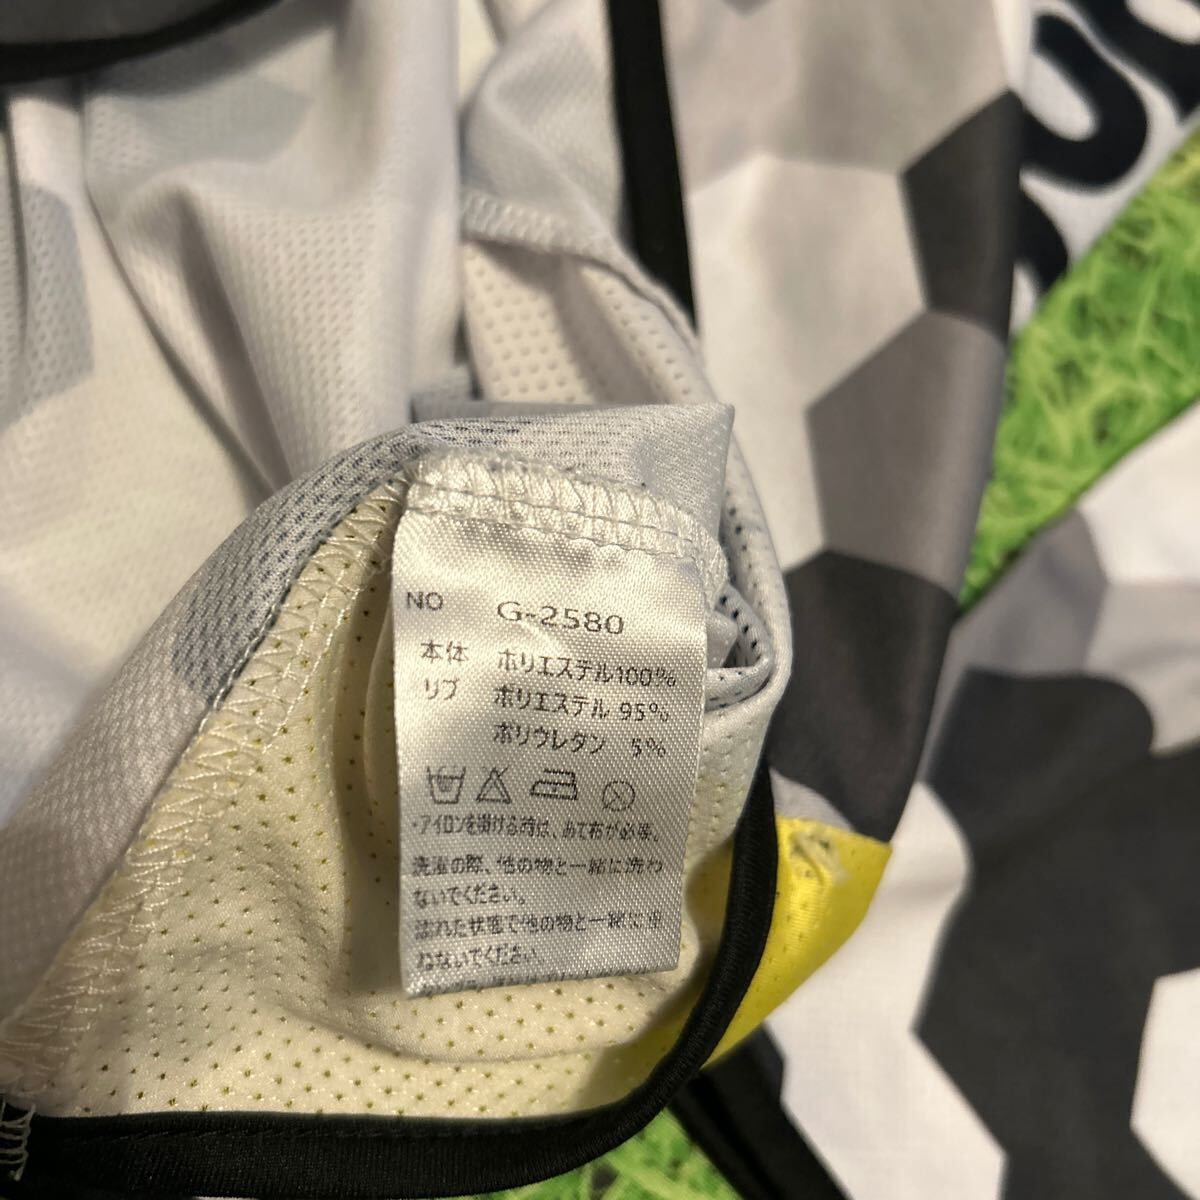 NO G-2580
本体 ポリエステル100%
リブ ポリエステル 95%
ポリウレタン 5%
・アイロンを掛ける時は、あて布が必要。
洗濯の際、他の物と一緒に洗わ
ないでください。
ぬれた状態で他の物と一緒に重
ねないでください。